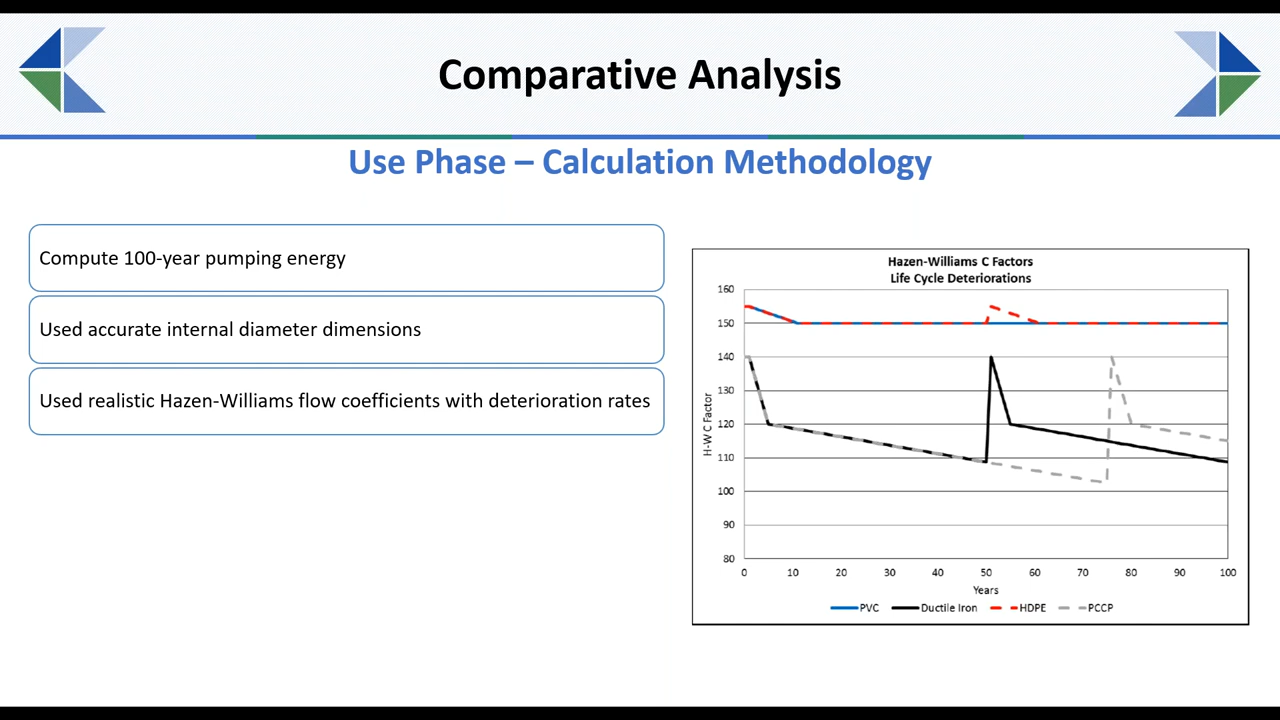 Comparative Analysis
Use Phase – Calculation Methodology
Compute 100-year pumping energy
Used accurate internal diameter dimensions
Used realistic Hazen-Williams flow coefficients with deterioration rates
Hazen-Williams C Factors
Life Cycle Deteriorations
160
150
140
130
120
110
100
90
80
H-W C Factor
0 10 20 30 40 50 60 70 80 90 100
Years
PVC Ductile Iron HDPE PCCP